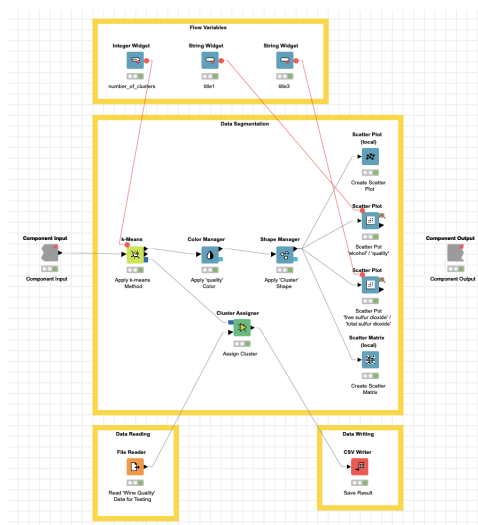 Flow Variables
Integer Widget
String Widget
String Widget
number_of_clusters
title1
title3
Data Segmentation
Scatter Plot
(local)
Create Scatter
Plot
Scatter Plot
Scatter Pot
'alcohol' / 'quality'
Component Input
Component Input
k-Means
Apply k-means
Method
Color Manager
Apply 'quality'
Color
Shape Manager
Apply 'Cluster'
Shape
Component Output
Component Output
Scatter Plot
Scatter Pot
'free sulfur dioxide' /
'total sulfur dioxide'
Cluster Assigner
Assign Cluster
Scatter Matrix
(local)
Create Scatter
Matrix
Data Reading
File Reader
Read 'Wine Quality'
Data for Testing
Data Writing
CSV Writer
Save Result